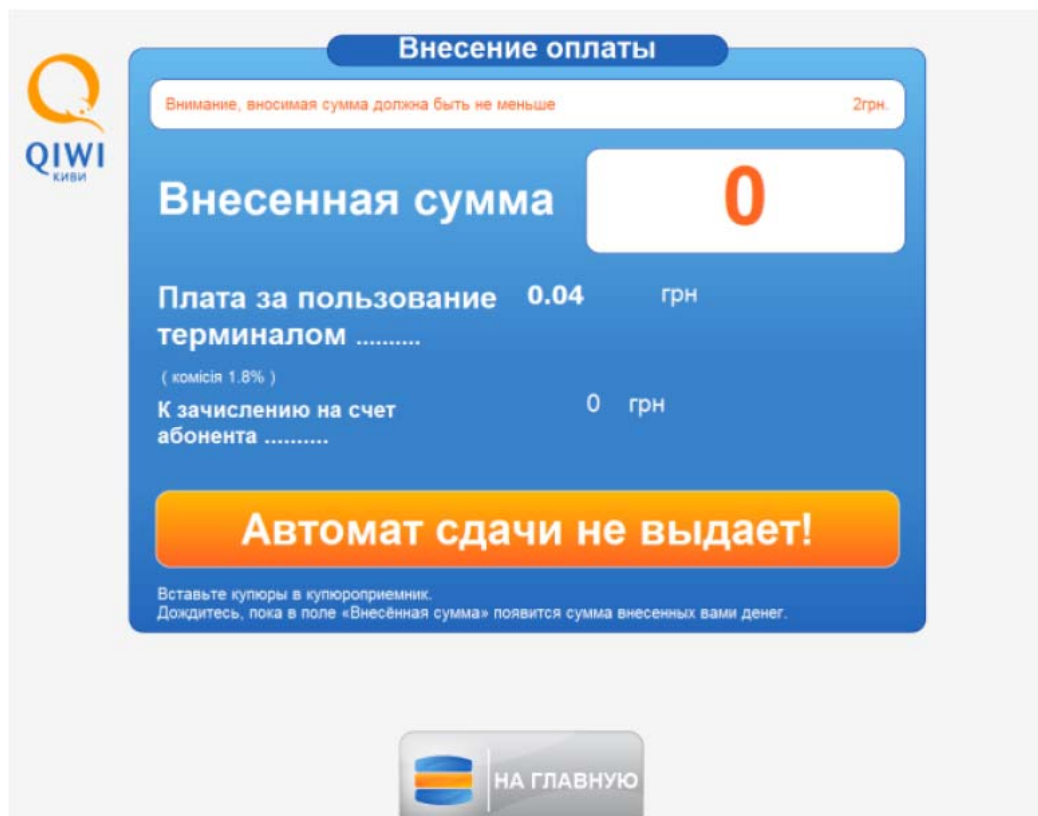 Внесение оплаты
Внимание, вносимая сумма должна быть не меньше 2грн.
QIWI
КИВИ
Внесенная сумма 0
Плата за пользование 0.04 грн
терминалом ..........
( комісія 1.8% )
К зачислению на счет 0 грн
абонента ..........
Автомат сдачи не выдает!
Вставьте купюры в купюроприемник.
Дождитесь, пока в поле «Внесённая сумма» появится сумма внесенных вами денег.
НА ГЛАВНУЮ